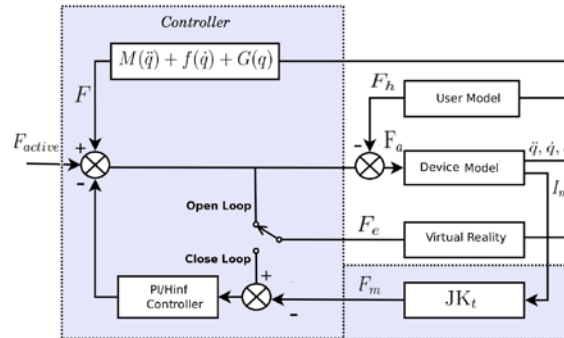 Controller
M(q̈) + f(q̇) + G(q)
F
F_h
User Model
F_active
+
-
-
F_a
Device Model
q̈, q̇,
I_m
Open Loop
F_e
Virtual Reality
Close Loop
+
PI/Hinf
Controller
-
F_m
JK_t